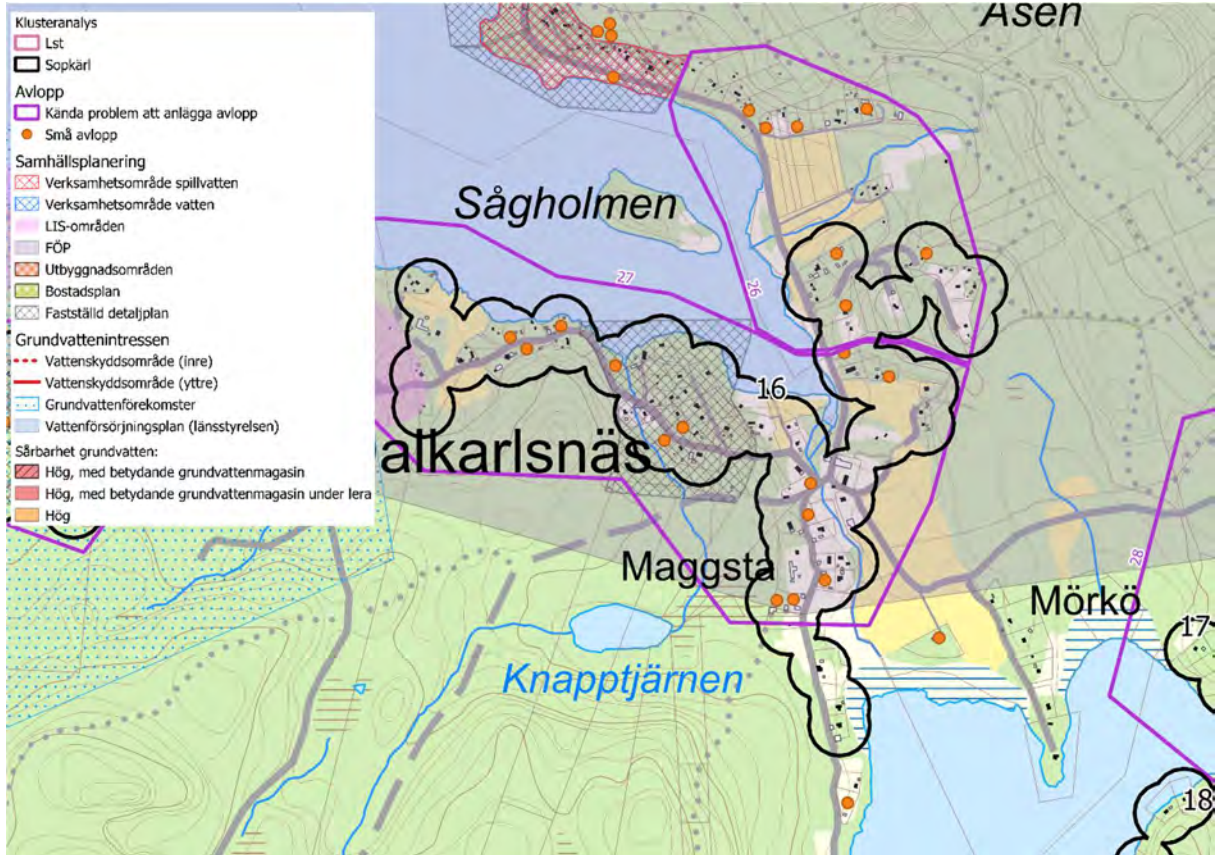 Klusteranalys
Lst
Sopkärl
Avlopp
Kända problem att anlägga avlopp
Små avlopp
Samhällsplanering
Verksamhetsområde spillvatten
Verksamhetsområde vatten
LIS-områden
FÖP
Utbyggnadsområden
Bostadsplan
Fastställd detaljplan
Grundvattenintressen
Vattenskyddsområde (inre)
Vattenskyddsområde (yttre)
Grundvattenförekomster
Vattenförsörjningsplan (länsstyrelsen)
Sårbarhet grundvatten:
Hög, med betydande grundvattenmagasin
Hög, med betydande grundvattenmagasin under lera
Hög
Åsen
Sågholmen
27
26
16
alkarlsnäs
Maggsta
Mörkö
28
17
Knapptjärnen
18